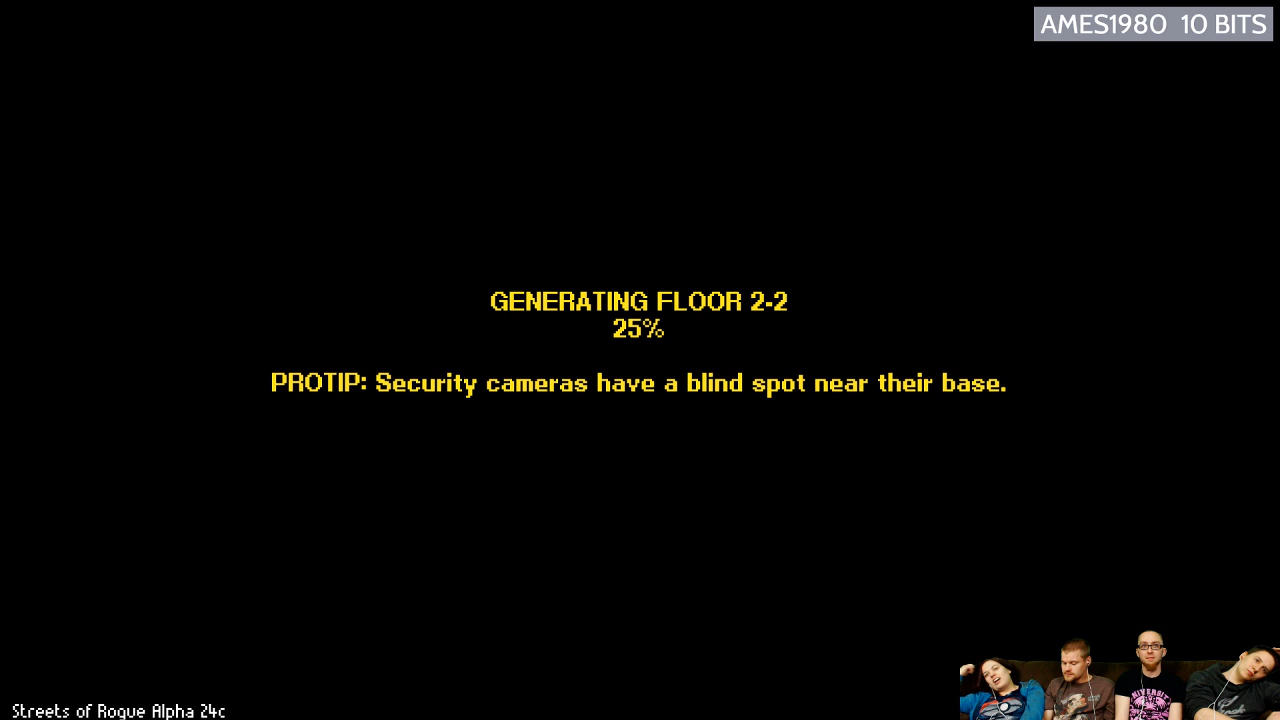 AMES1980 10 BITS
GENERATING FLOOR 2-2
25%
PROTIP: Security cameras have a blind spot near their base.
Streets of Rogue Alpha 24c